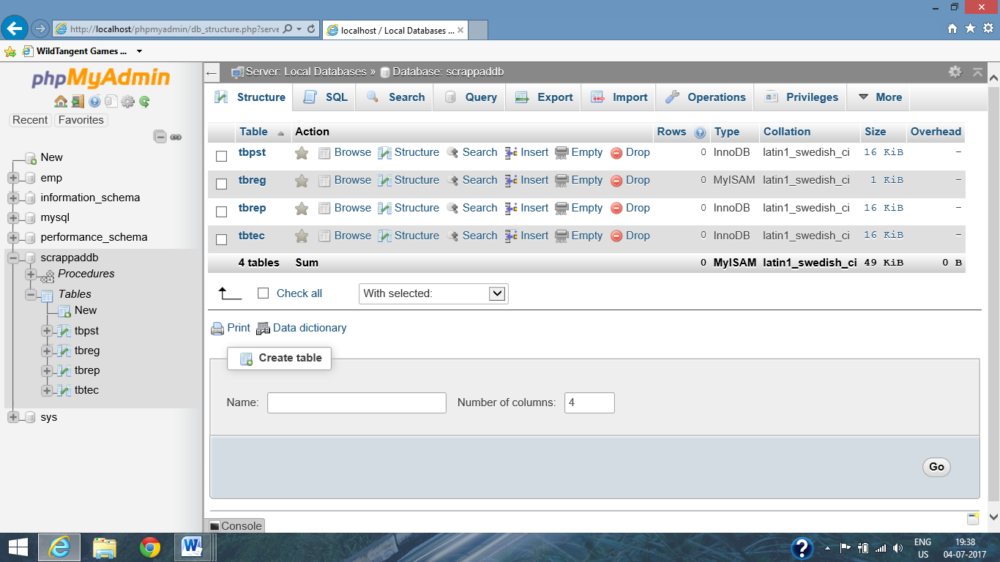 http://localhost/phpmyadmin/db_structure.php?serve
localhost / Local Databases ...
WildTangent Games ...
phpMyAdmin
Recent Favorites
New
emp
information_schema
mysql
performance_schema
scrappaddb
Procedures
Tables
New
tbpst
tbreg
tbrep
tbtec
sys
Server: Local Databases » Database: scrappaddb
Structure SQL Search Query Export Import Operations Privileges More
Table Action Rows Type Collation Size Overhead
tbpst Browse Structure Search Insert Empty Drop 0 InnoDB latin1_swedish_ci 16 KiB -
tbreg Browse Structure Search Insert Empty Drop 0 MyISAM latin1_swedish_ci 1 KiB -
tbrep Browse Structure Search Insert Empty Drop 0 InnoDB latin1_swedish_ci 16 KiB -
tbtec Browse Structure Search Insert Empty Drop 0 InnoDB latin1_swedish_ci 16 KiB -
4 tables Sum 0 MyISAM latin1_swedish_ci 49 KiB 0 B
Check all With selected:
Print Data dictionary
Create table
Name: Number of columns: 4
Go
Console
ENG 19:38
US 04-07-2017